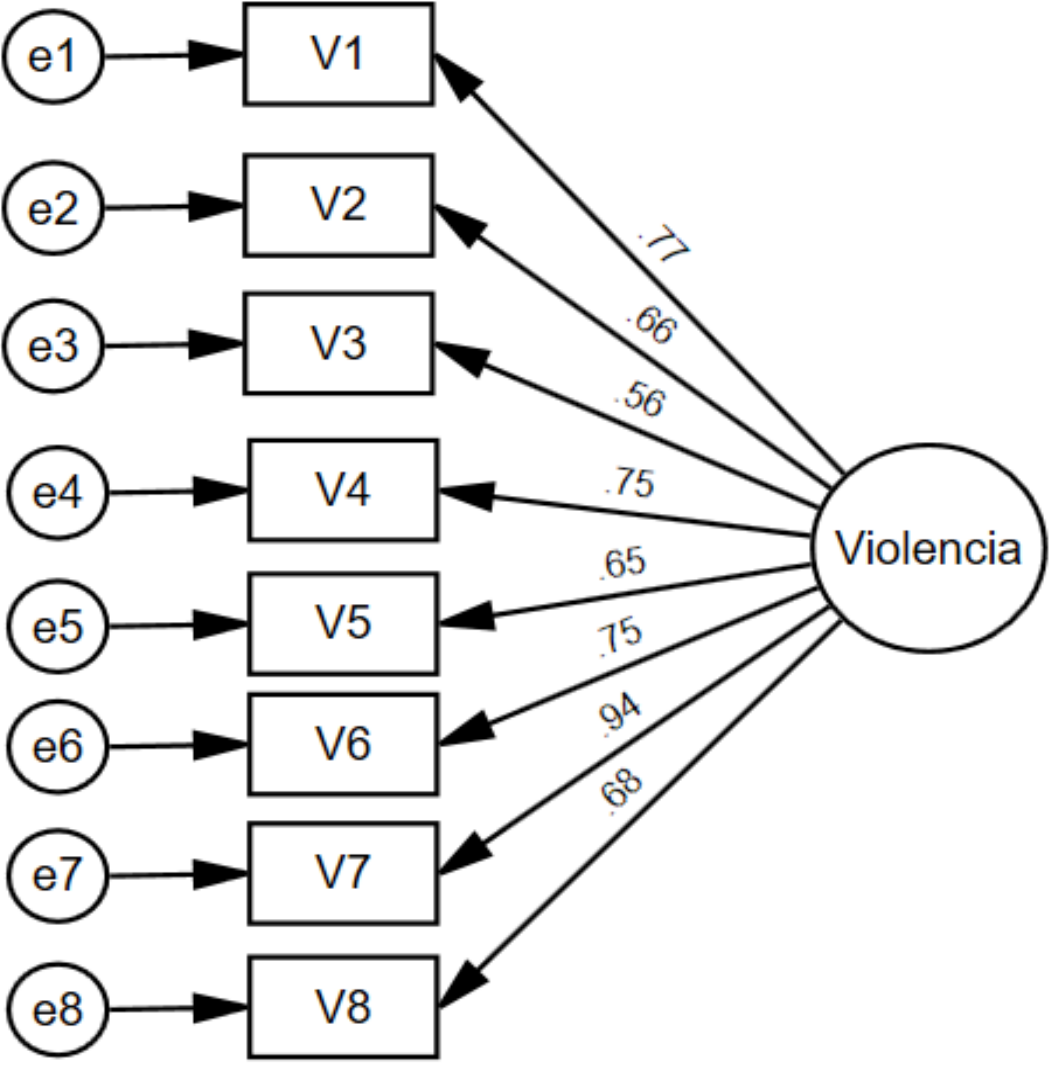 e1 V1
.77
e2 V2
.66
e3 V3
.56
e4 V4
.75
Violencia
e5 V5
.65
e6 V6
.75
e7 V7
.94
e8 V8
.68